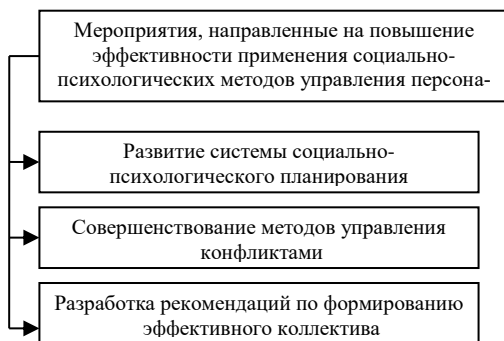 Мероприятия, направленные на повышение
эффективности применения социально-
психологических методов управления персона-
Развитие системы социально-
психологического планирования
Совершенствование методов управления
конфликтами
Разработка рекомендаций по формированию
эффективного коллектива